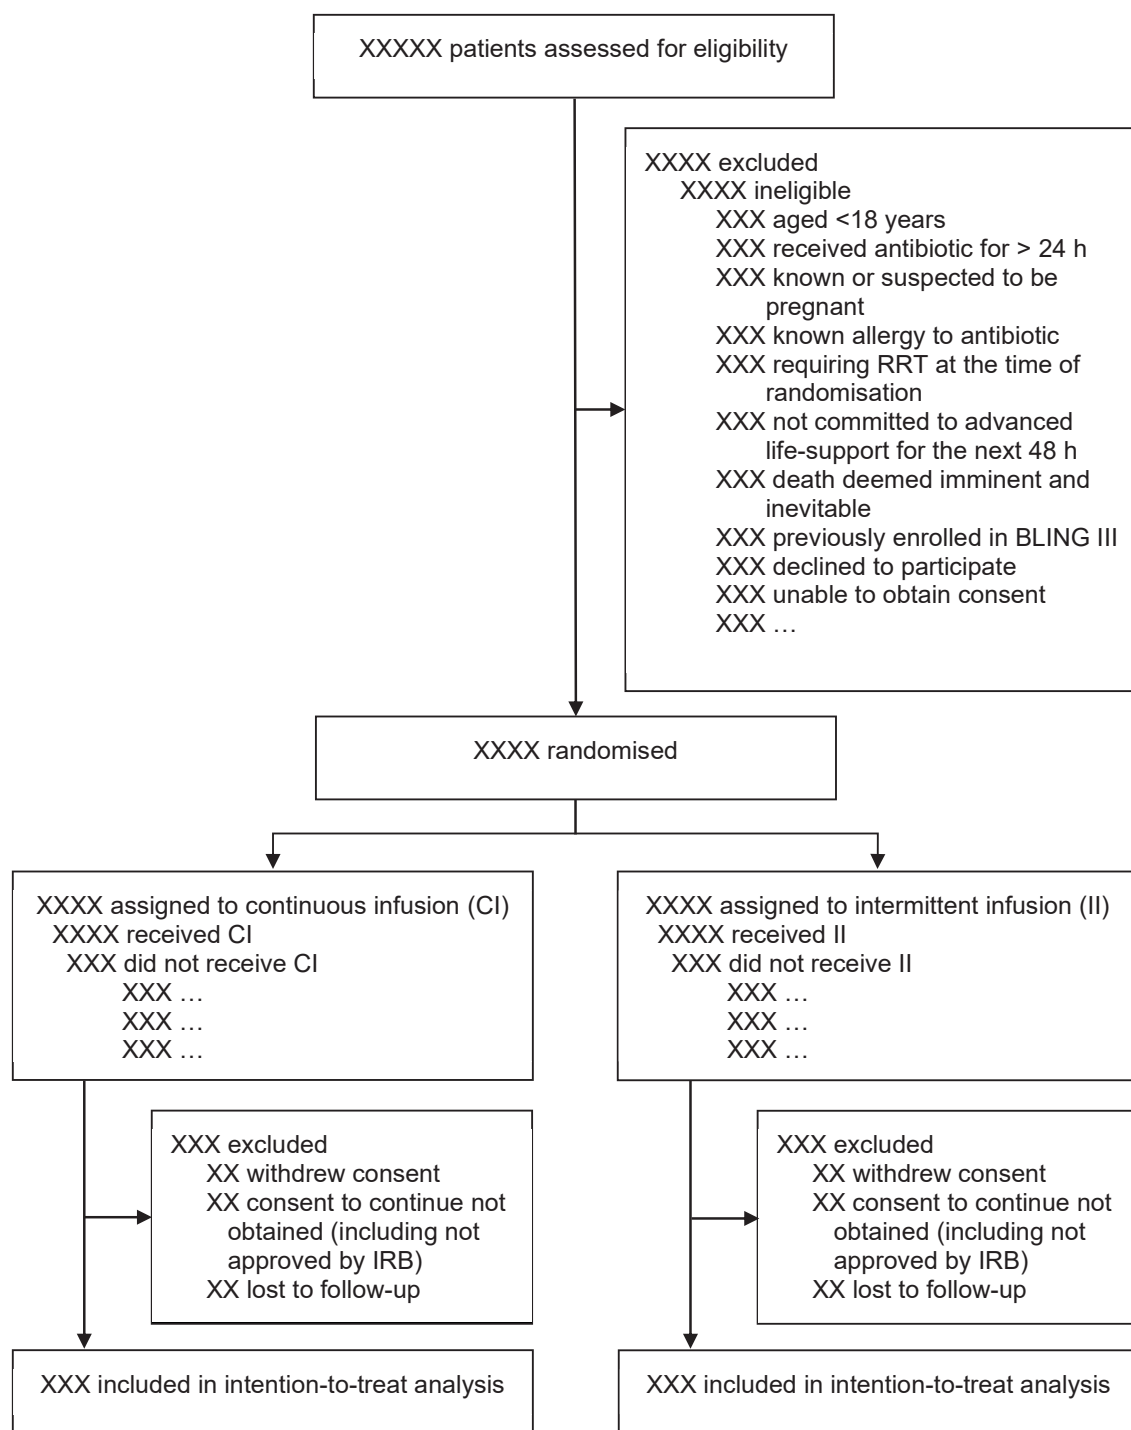 XXXXX patients assessed for eligibility
XXXX excluded
XXXX ineligible
XXX aged <18 years
XXX received antibiotic for > 24 h
XXX known or suspected to be
pregnant
XXX known allergy to antibiotic
XXX requiring RRT at the time of
randomisation
XXX not committed to advanced
life-support for the next 48 h
XXX death deemed imminent and
inevitable
XXX previously enrolled in BLING III
XXX declined to participate
XXX unable to obtain consent
XXX …
XXXX randomised
XXXX assigned to continuous infusion (CI)
XXXX received CI
XXX did not receive CI
XXX …
XXX …
XXX …
XXXX assigned to intermittent infusion (II)
XXXX received II
XXX did not receive II
XXX …
XXX …
XXX …
XXX excluded
XX withdrew consent
XX consent to continue not
obtained (including not
approved by IRB)
XX lost to follow-up
XXX excluded
XX withdrew consent
XX consent to continue not
obtained (including not
approved by IRB)
XX lost to follow-up
XXX included in intention-to-treat analysis
XXX included in intention-to-treat analysis